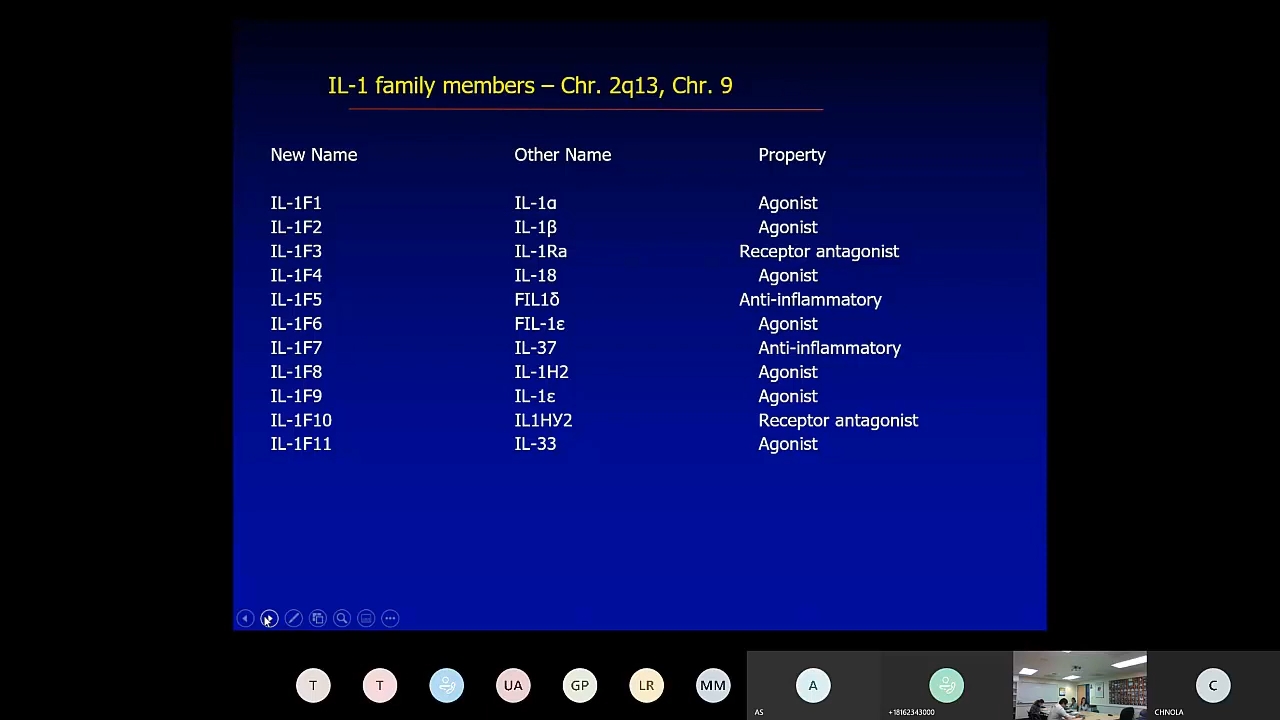 IL-1 family members – Chr. 2q13, Chr. 9
New Name Other Name Property
IL-1F1 IL-1α Agonist
IL-1F2 IL-1β Agonist
IL-1F3 IL-1Ra Receptor antagonist
IL-1F4 IL-18 Agonist
IL-1F5 FIL1δ Anti-inflammatory
IL-1F6 FIL-1ε Agonist
IL-1F7 IL-37 Anti-inflammatory
IL-1F8 IL-1H2 Agonist
IL-1F9 IL-1ε Agonist
IL-1F10 IL1HУ2 Receptor antagonist
IL-1F11 IL-33 Agonist
T T UA GP LR MM A C
AS +18162343000 CHNOLA